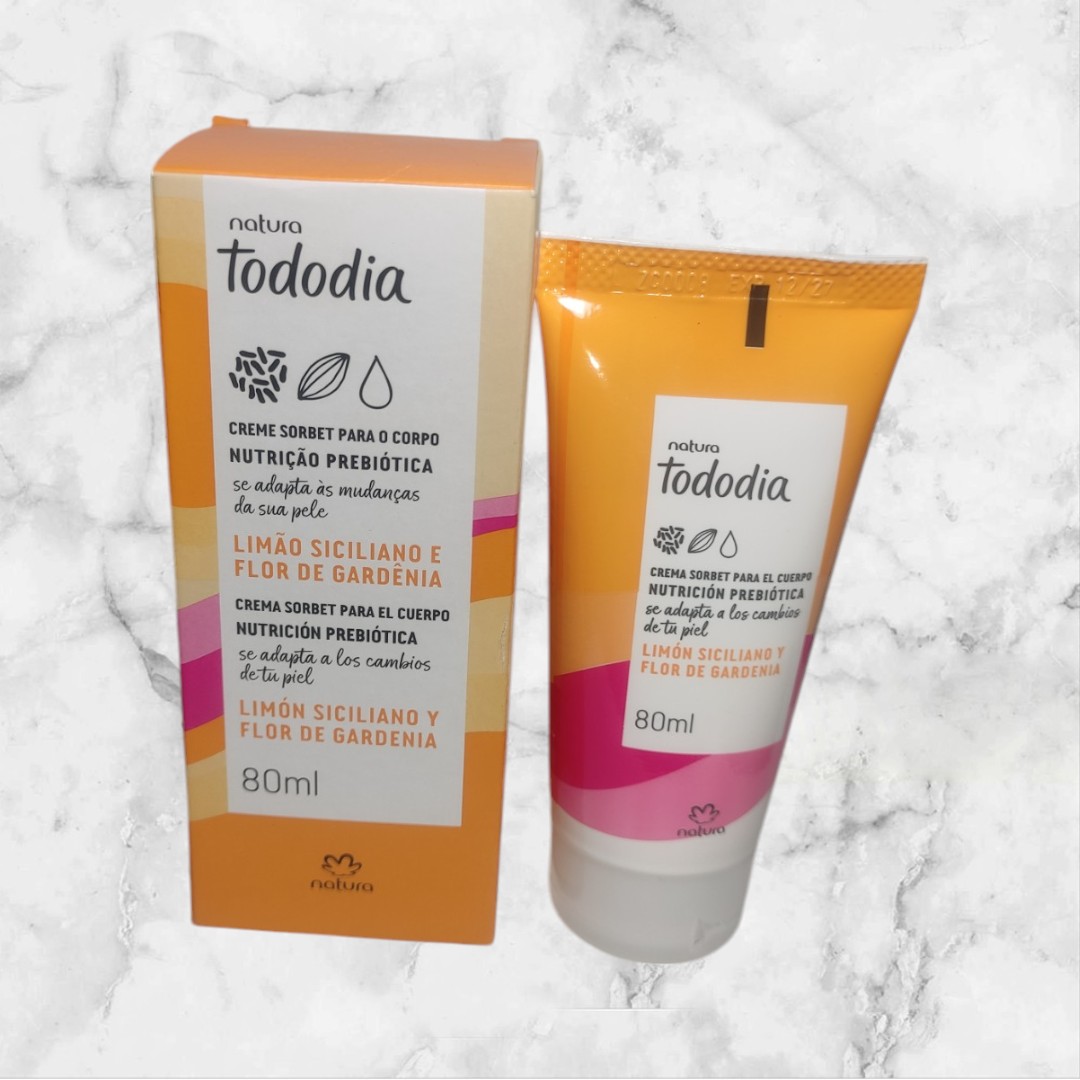 natura
tododia
CREME SORBET PARA O CORPO
NUTRIÇÃO PREBIÓTICA
se adapta às mudanças
da sua pele
LIMÃO SICILIANO E
FLOR DE GARDÊNIA
CREMA SORBET PARA EL CUERPO
NUTRICIÓN PREBIÓTICA
se adapta a los cambios
de tu piel
LIMÓN SICILIANO Y
FLOR DE GARDENIA
80ml
natura
EXP 12/27
natura
tododia
CREMA SORBET PARA EL CUERPO
NUTRICIÓN PREBIÓTICA
se adapta a los cambios
de tu piel
LIMÓN SICILIANO Y
FLOR DE GARDENIA
80ml
natura